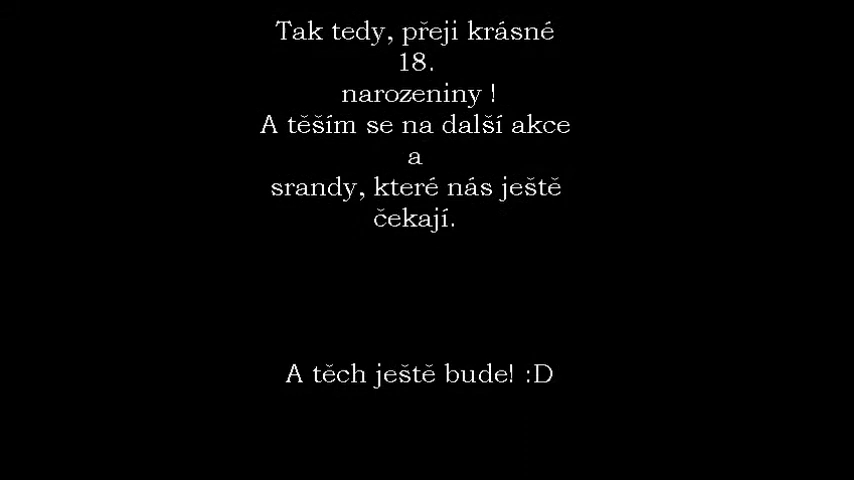 Tak tedy, přeji krásné
18.
narozeniny !
A těším se na další akce
a
srandy, které nás ještě
čekají.
A těch ještě bude! :D